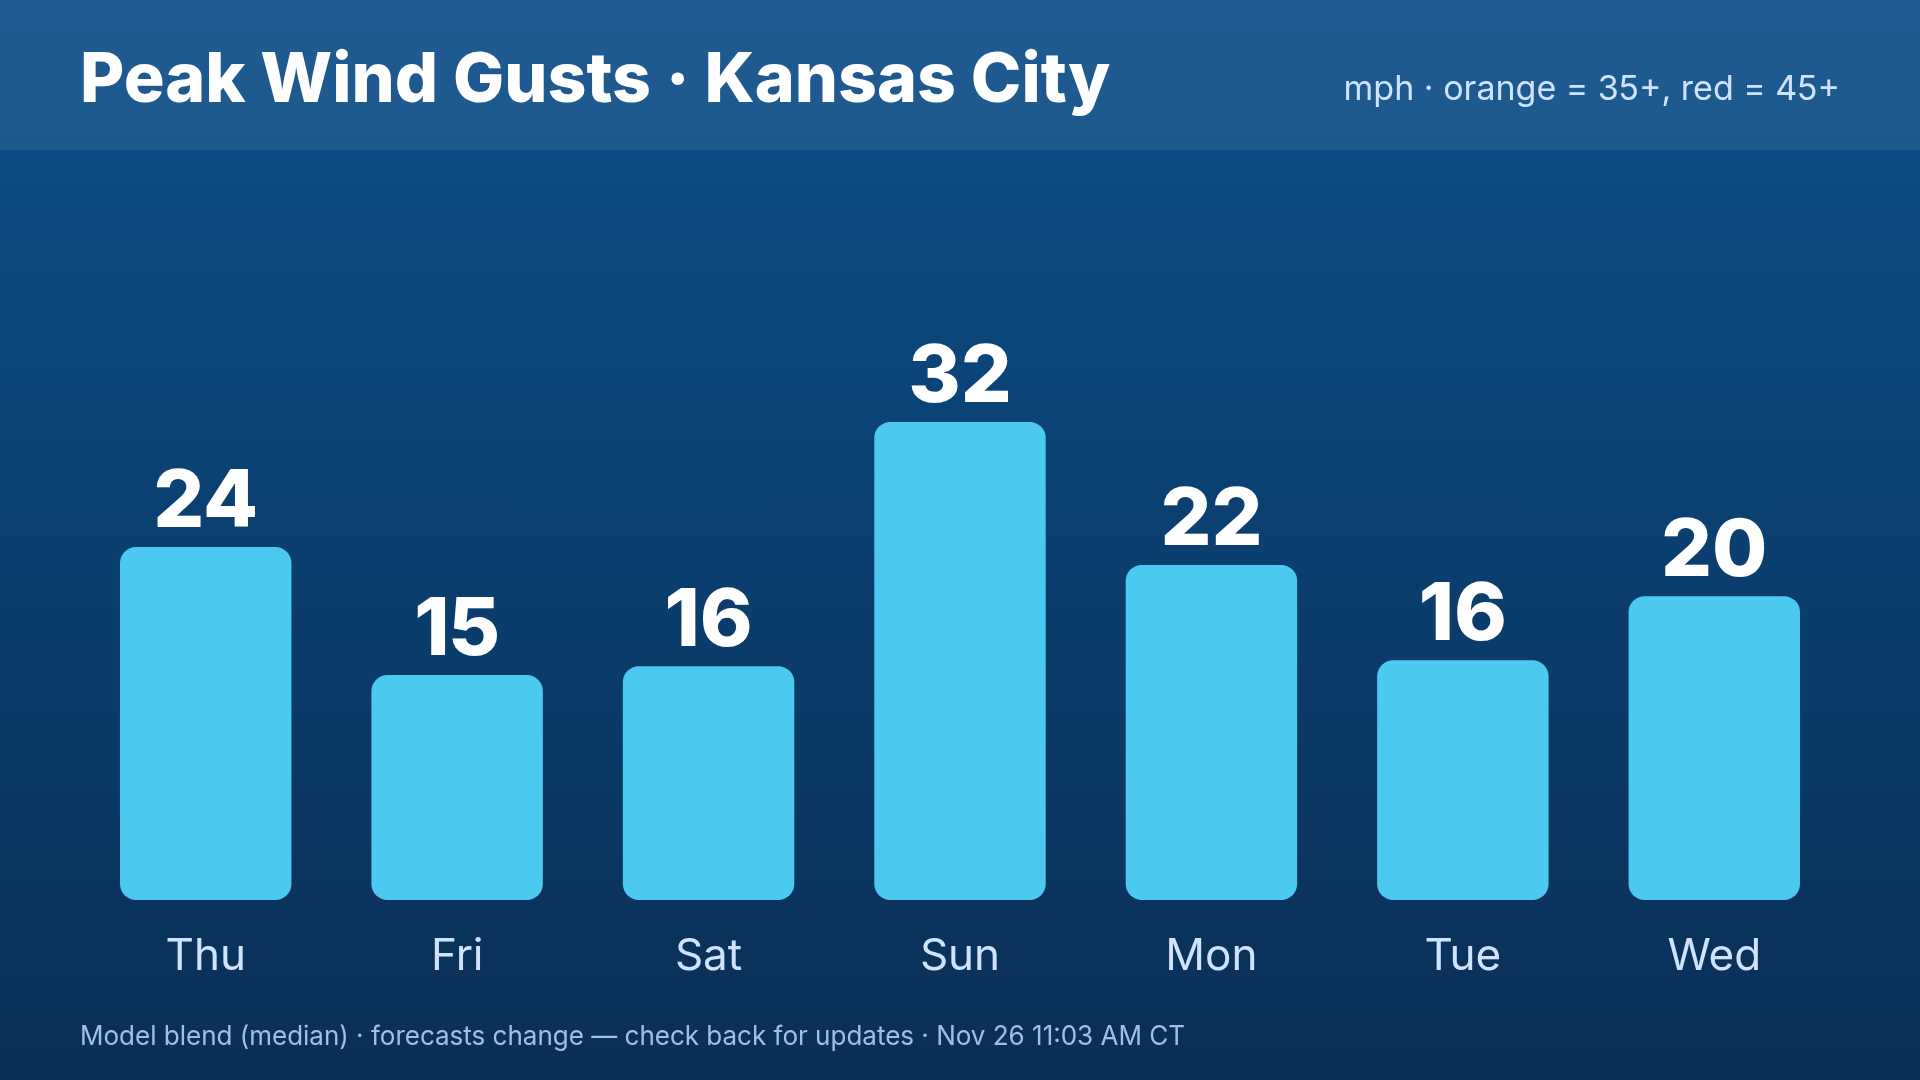 Peak Wind Gusts · Kansas City
mph · orange = 35+, red = 45+
24
15
16
32
22
16
20
Thu
Fri
Sat
Sun
Mon
Tue
Wed
Model blend (median) · forecasts change — check back for updates · Nov 26 11:03 AM CT